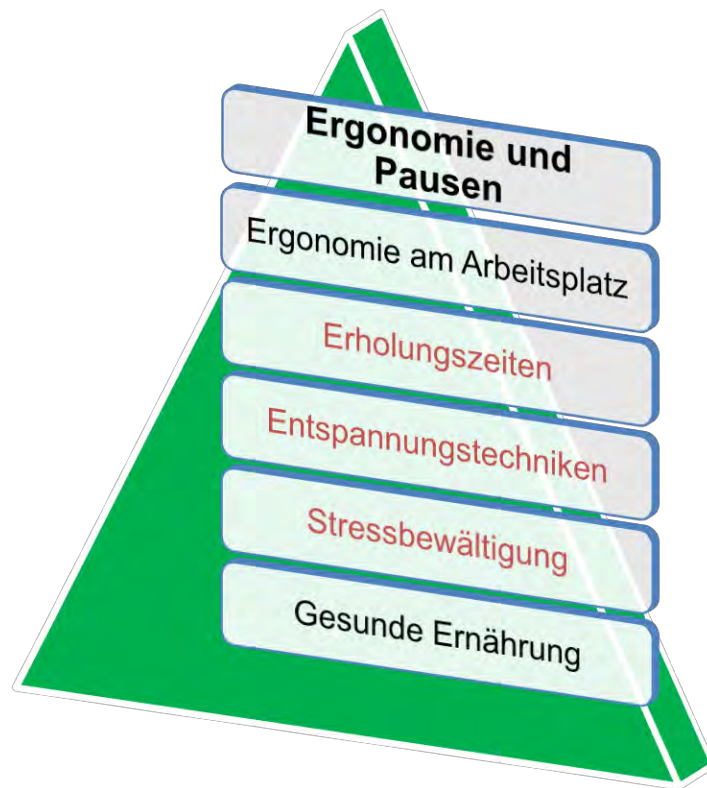 Ergonomie und
Pausen
Ergonomie am Arbeitsplatz
Erholungszeiten
Entspannungstechniken
Stressbewältigung
Gesunde Ernährung